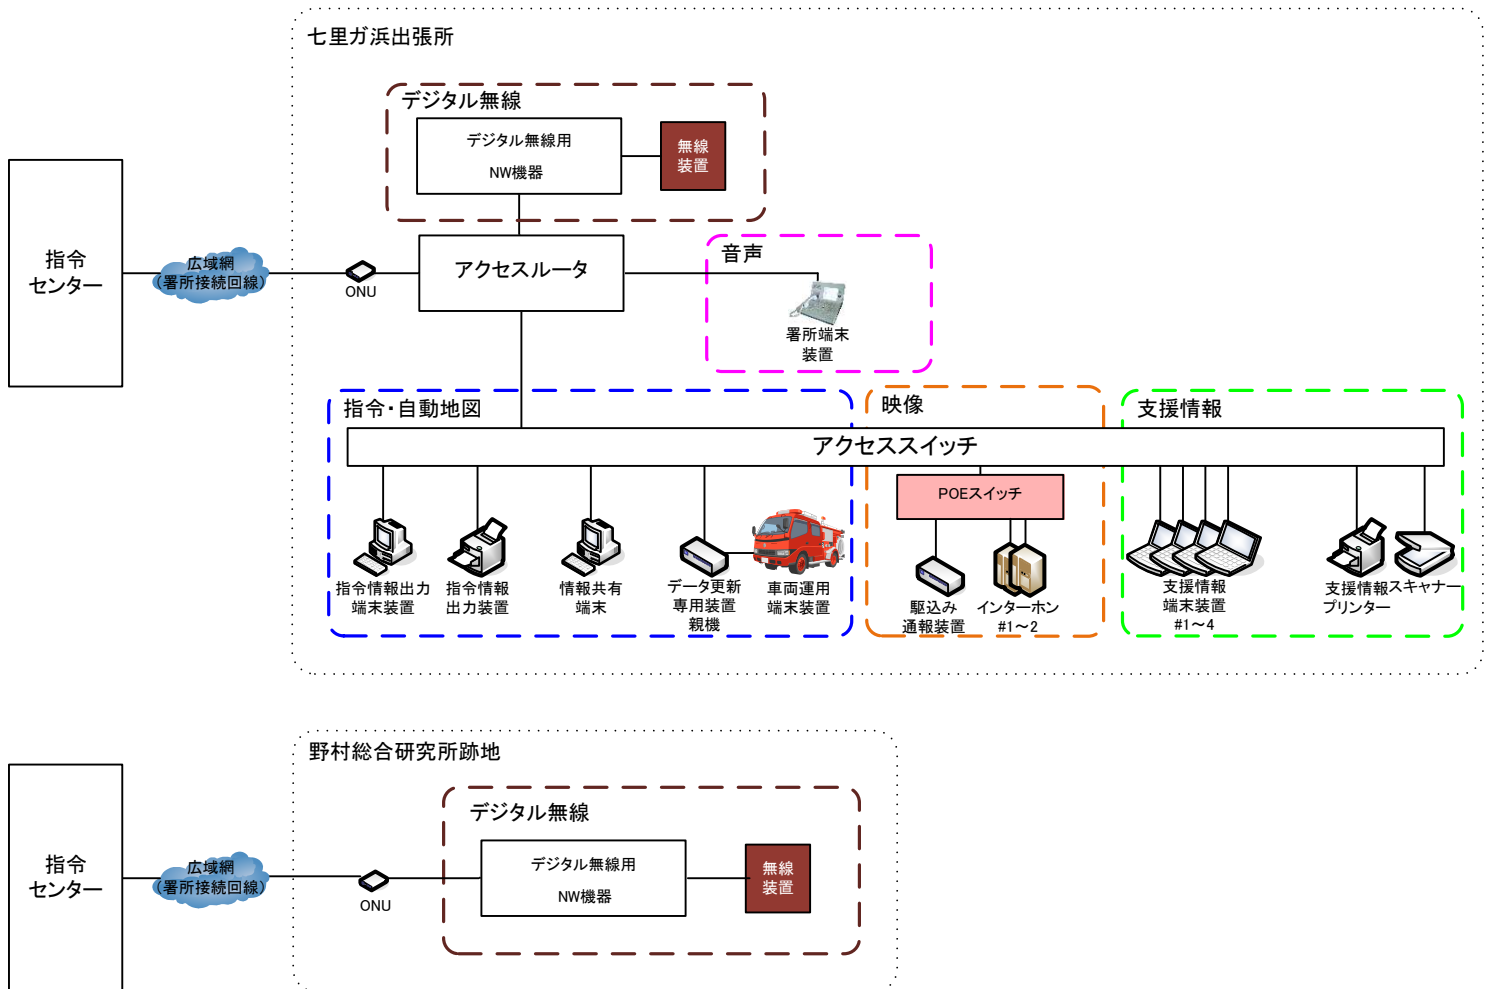 七里ガ浜出張所
デジタル無線
デジタル無線用
NW機器
無線
装置
指令
センター
広域網
(署所接続回線)
ONU
アクセスルータ
音声
署所端末
装置
指令・自動地図
映像
支援情報
アクセススイッチ
POEスイッチ
指令情報出力
端末装置
指令情報
出力装置
情報共有
端末
データ更新
専用装置
親機
車両運用
端末装置
駆込み
通報装置
インターホン
#1～2
支援情報
端末装置
#1～4
支援情報
プリンター
スキャナー
野村総合研究所跡地
デジタル無線
デジタル無線用
NW機器
無線
装置
指令
センター
広域網
(署所接続回線)
ONU